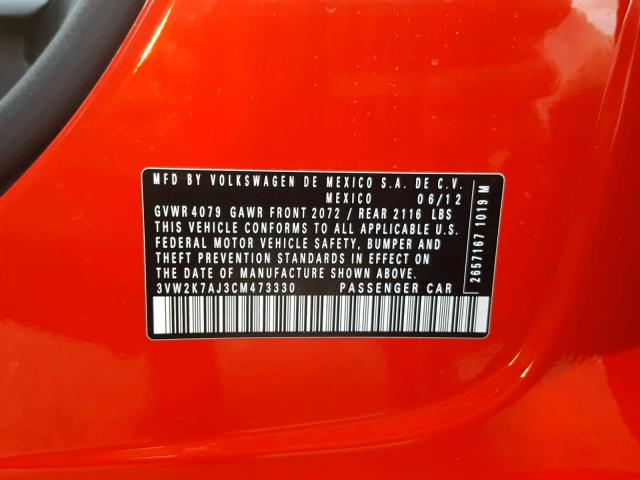 MFD BY VOLKSWAGEN DE MEXICO S.A. DE C.V.
MEXICO 06/12
GVWR 4079 GAWR FRONT 2072 / REAR 2116 LBS
THIS VEHICLE CONFORMS TO ALL APPLICABLE U.S.
FEDERAL MOTOR VEHICLE SAFETY, BUMPER AND
THEFT PREVENTION STANDARDS IN EFFECT ON
THE DATE OF MANUFACTURE SHOWN ABOVE.
3VW2K7AJ3CM473330 PASSENGER CAR
2657167 1019 M